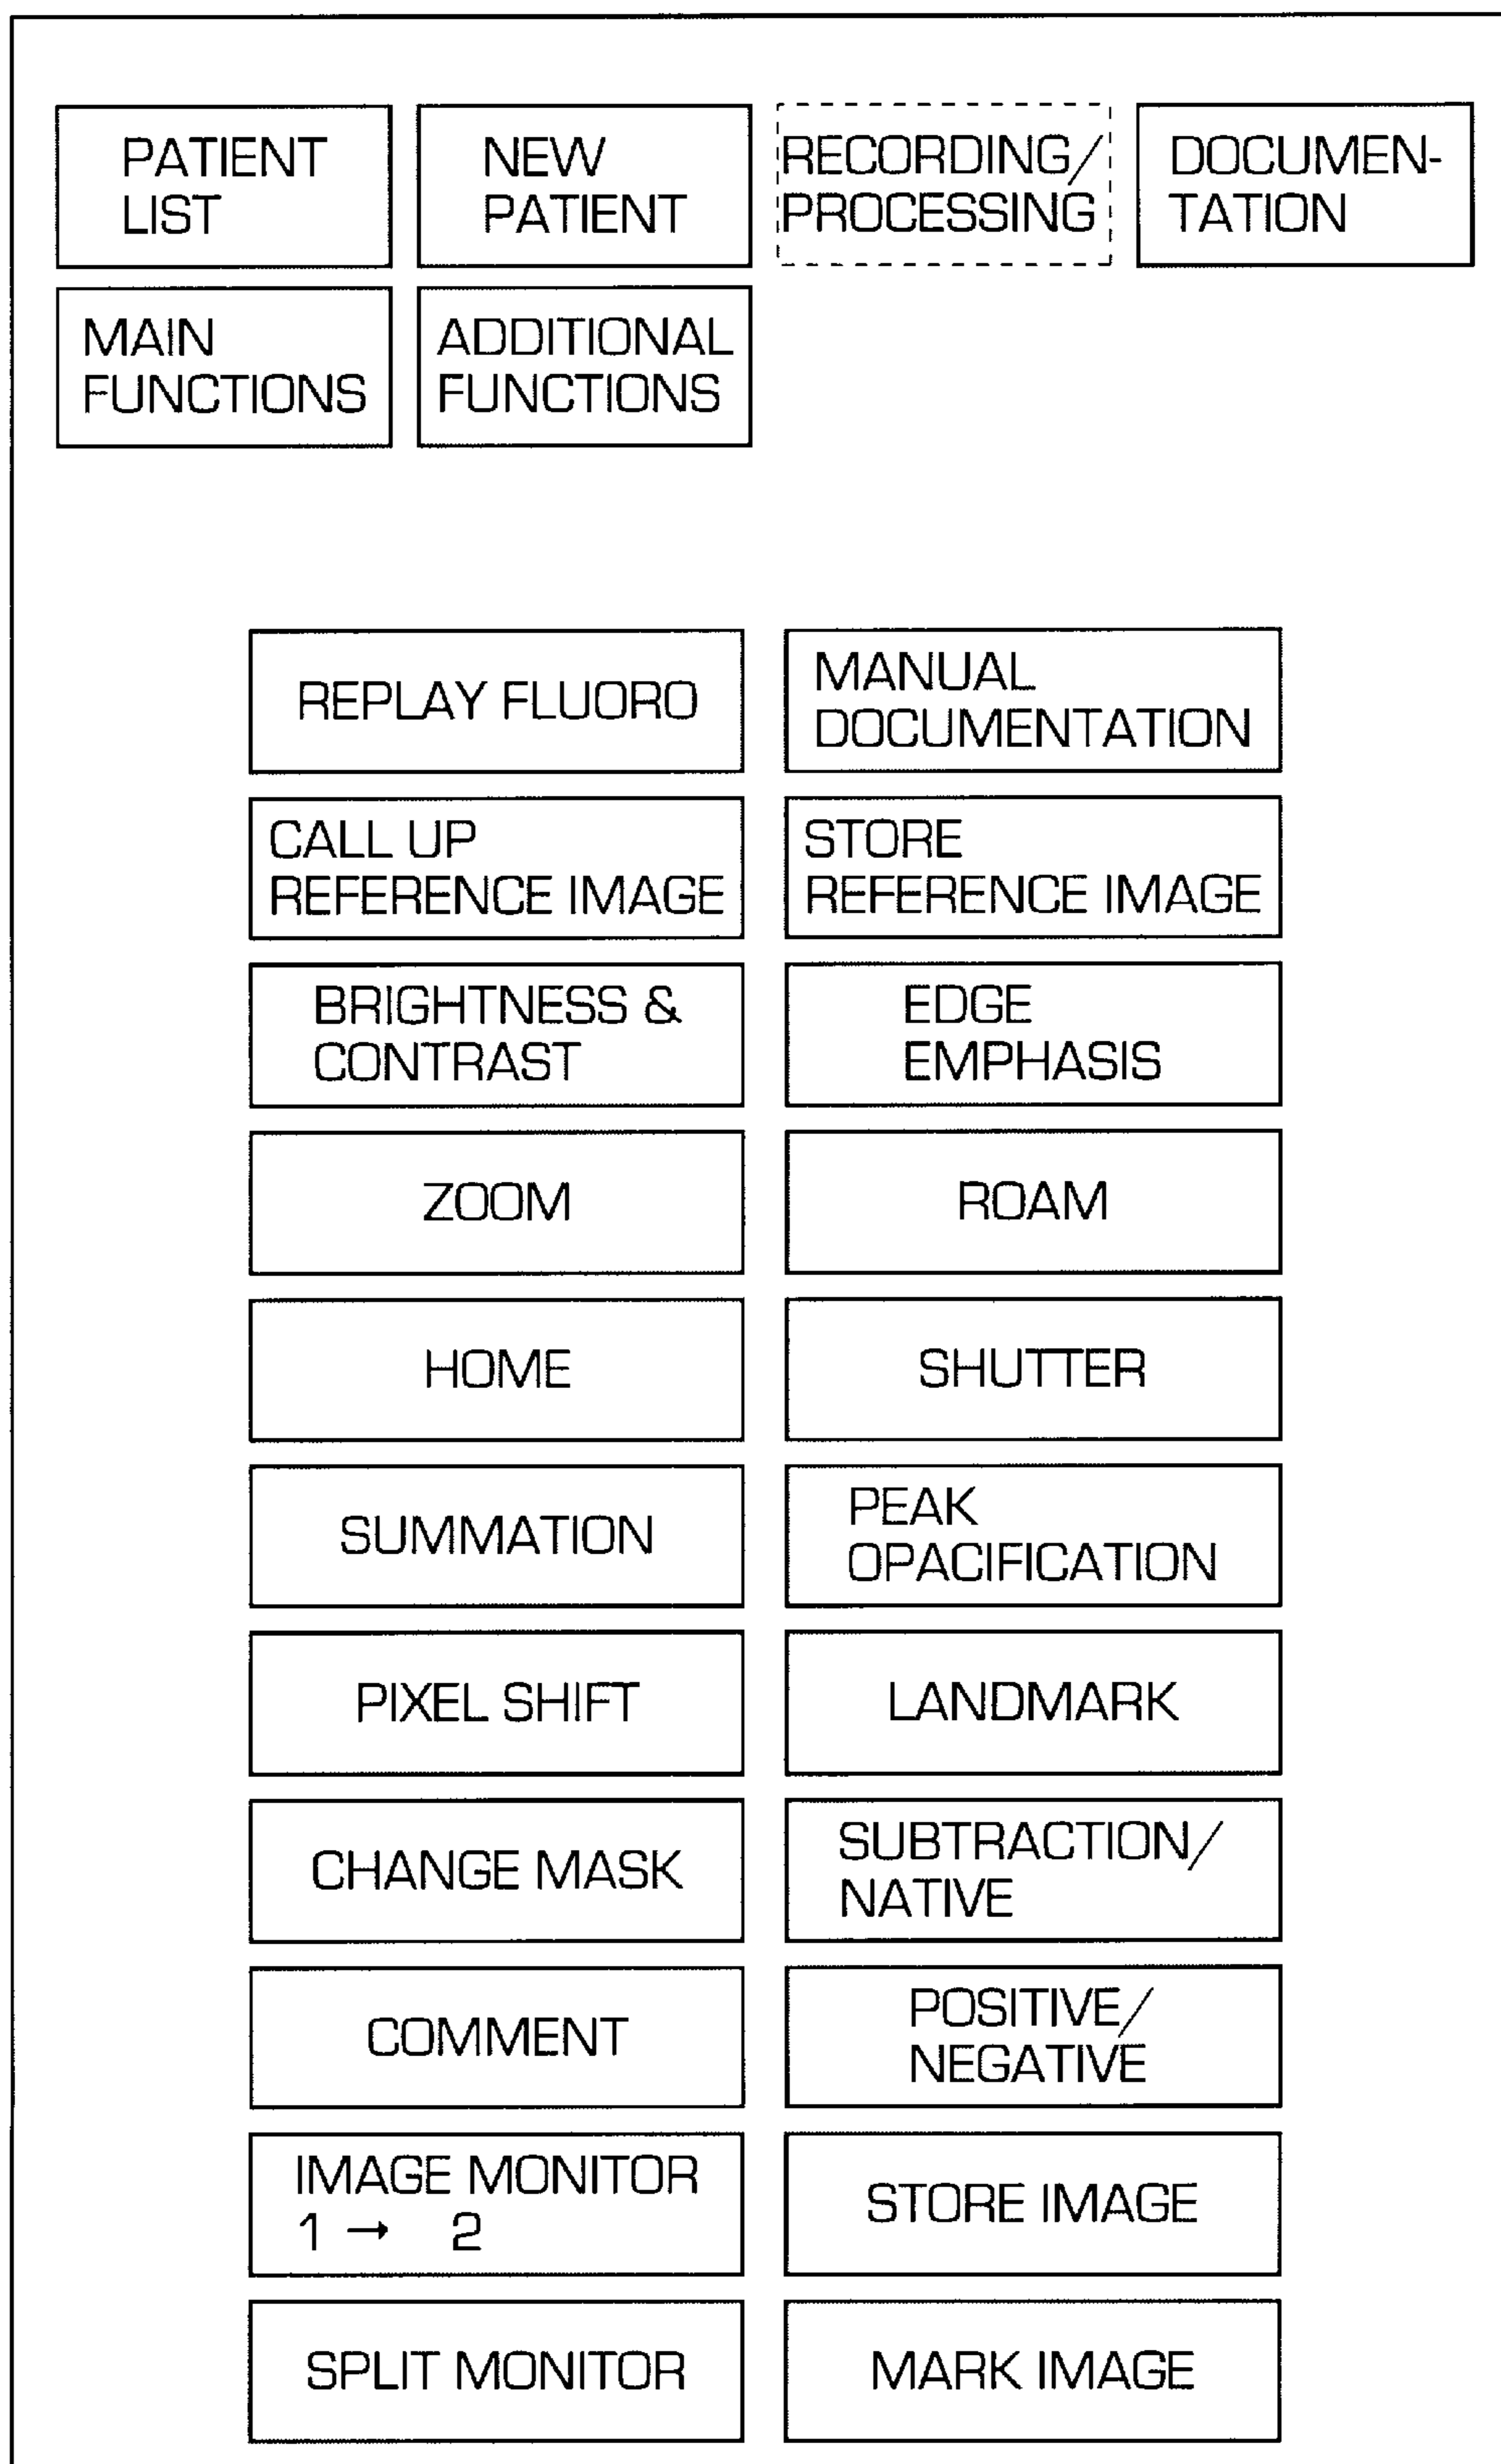 PATIENT
LIST
NEW
PATIENT
RECORDING/
PROCESSING
DOCUMEN-
TATION
MAIN
FUNCTIONS
ADDITIONAL
FUNCTIONS
REPLAY FLUORO
MANUAL
DOCUMENTATION
CALL UP
REFERENCE IMAGE
STORE
REFERENCE IMAGE
BRIGHTNESS &
CONTRAST
EDGE
EMPHASIS
ZOOM
ROAM
HOME
SHUTTER
SUMMATION
PEAK
OPACIFICATION
PIXEL SHIFT
LANDMARK
CHANGE MASK
SUBTRACTION/
NATIVE
COMMENT
POSITIVE/
NEGATIVE
IMAGE MONITOR
1 → 2
STORE IMAGE
SPLIT MONITOR
MARK IMAGE